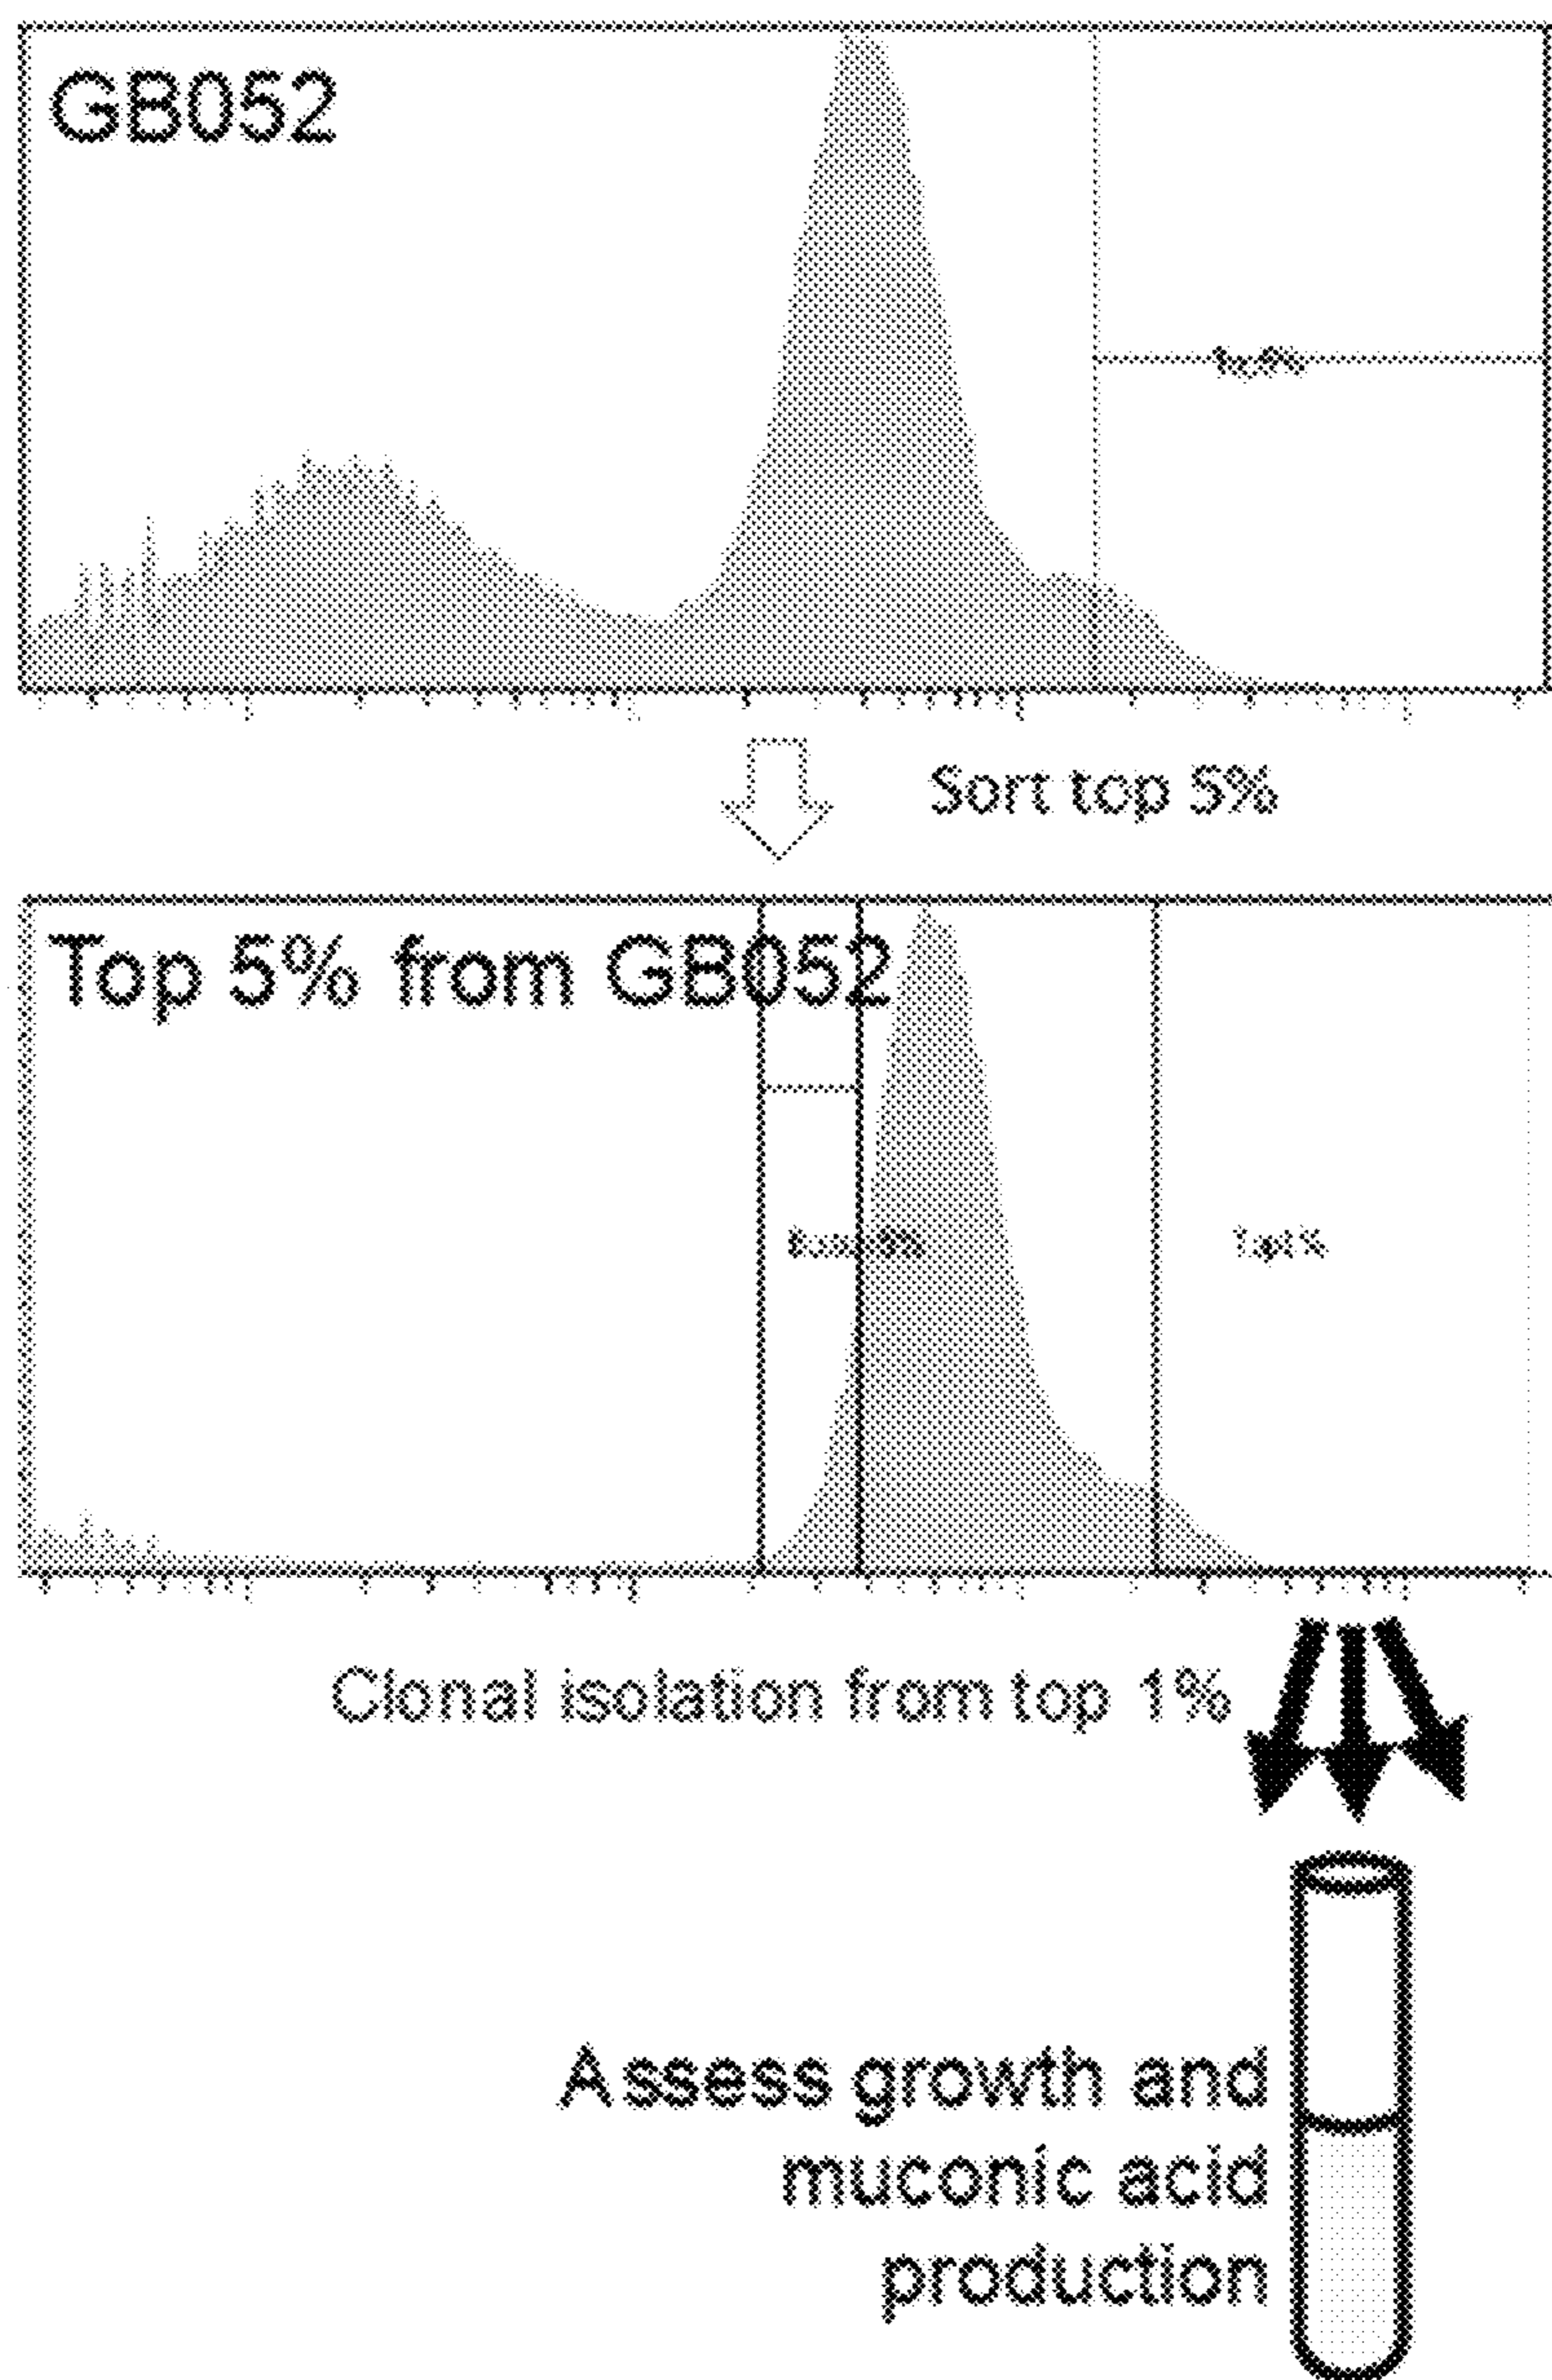 GB052
Sort top 5%
Top 5% from GB052
Clonal isolation from top 1%
Assess growth and
muconic acid
production